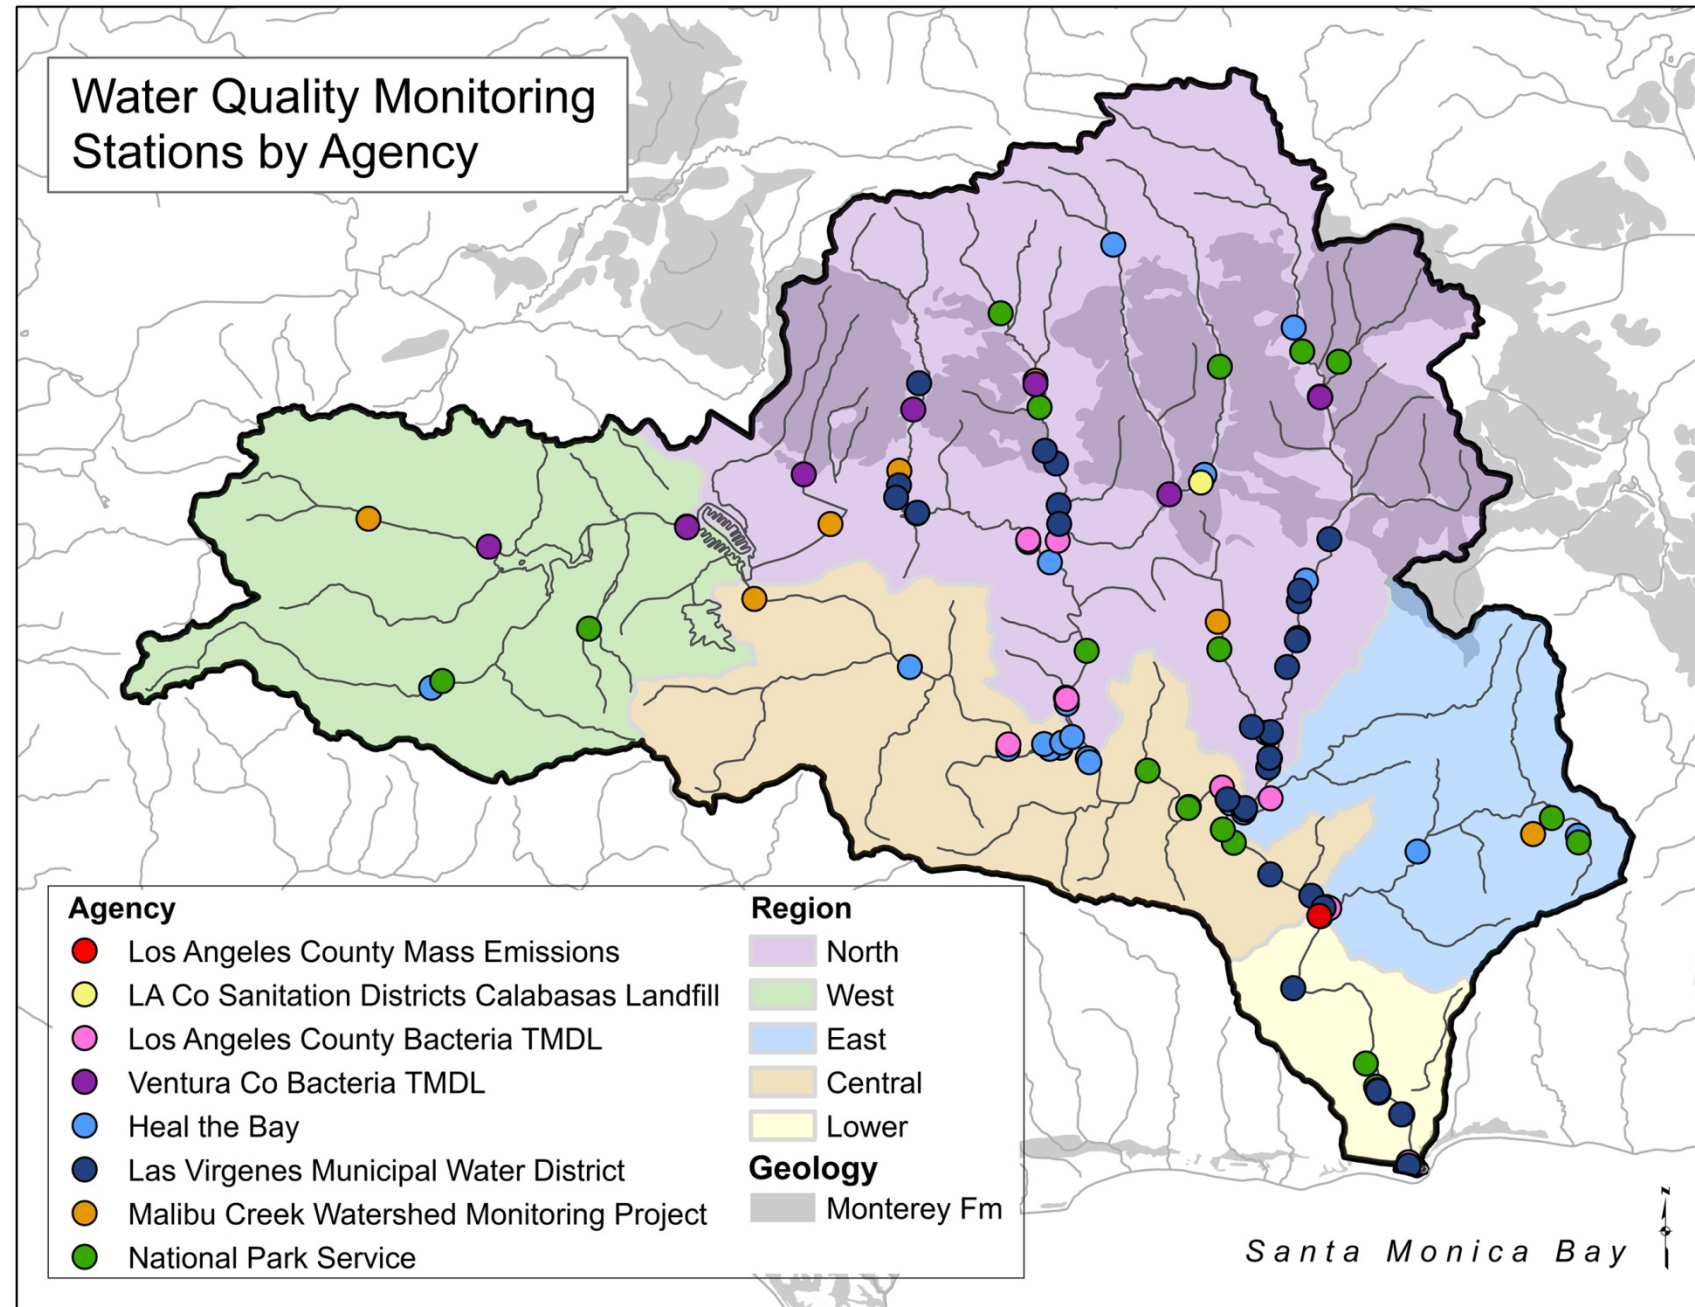 Water Quality Monitoring
Stations by Agency
Agency
Los Angeles County Mass Emissions
LA Co Sanitation Districts Calabasas Landfill
Los Angeles County Bacteria TMDL
Ventura Co Bacteria TMDL
Heal the Bay
Las Virgenes Municipal Water District
Malibu Creek Watershed Monitoring Project
National Park Service
Region
North
West
East
Central
Lower
Geology
Monterey Fm
N
Santa Monica Bay